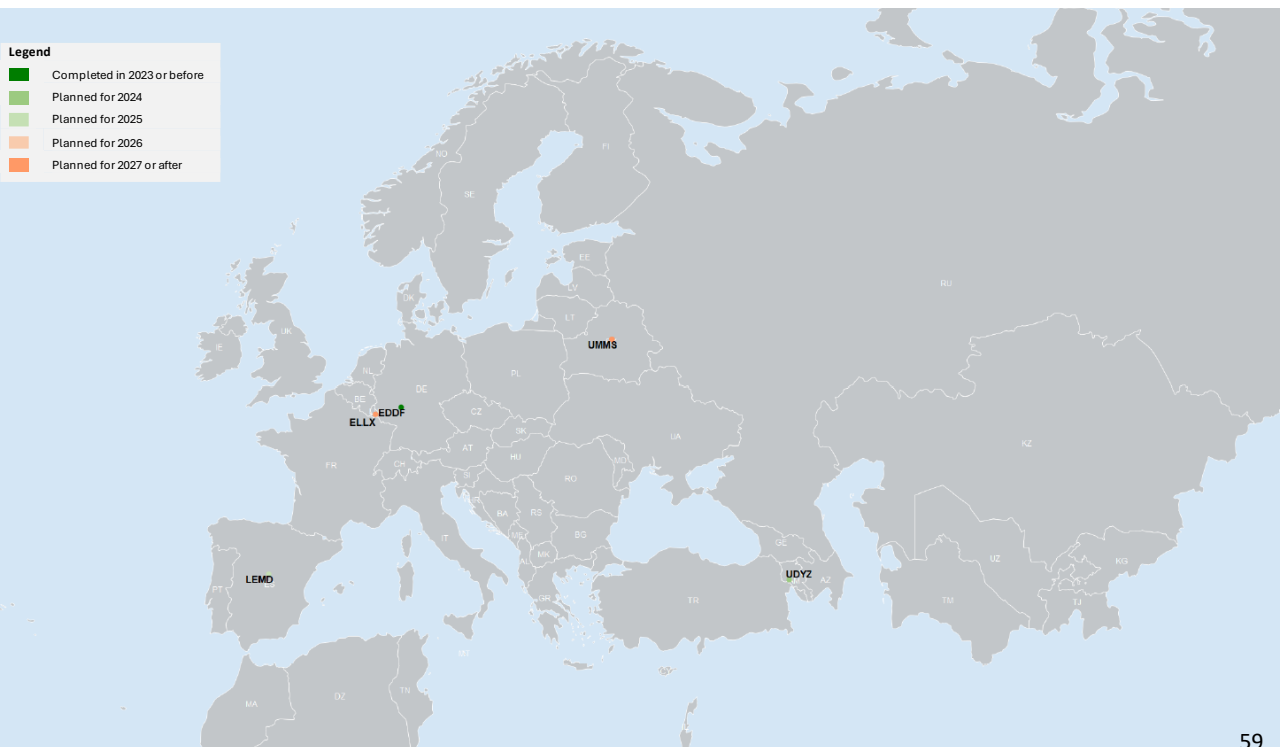 Legend
Completed in 2023 or before
Planned for 2024
Planned for 2025
Planned for 2026
Planned for 2027 or after
NO
FI
SE
EE
RU
LV
DK
LT
UK
IE
UMMS
NL
PL
DE
BE
EDDF
ELLX
CZ
UA
SK
KZ
AT
HU
MD
FR
CH
SI
RO
HR
BA
RS
IT
BG
MK
GE
UZ
AL
KG
LEMD
UDYZ
AZ
PT
GR
TR
TM
TJ
MA
DZ
TN
59